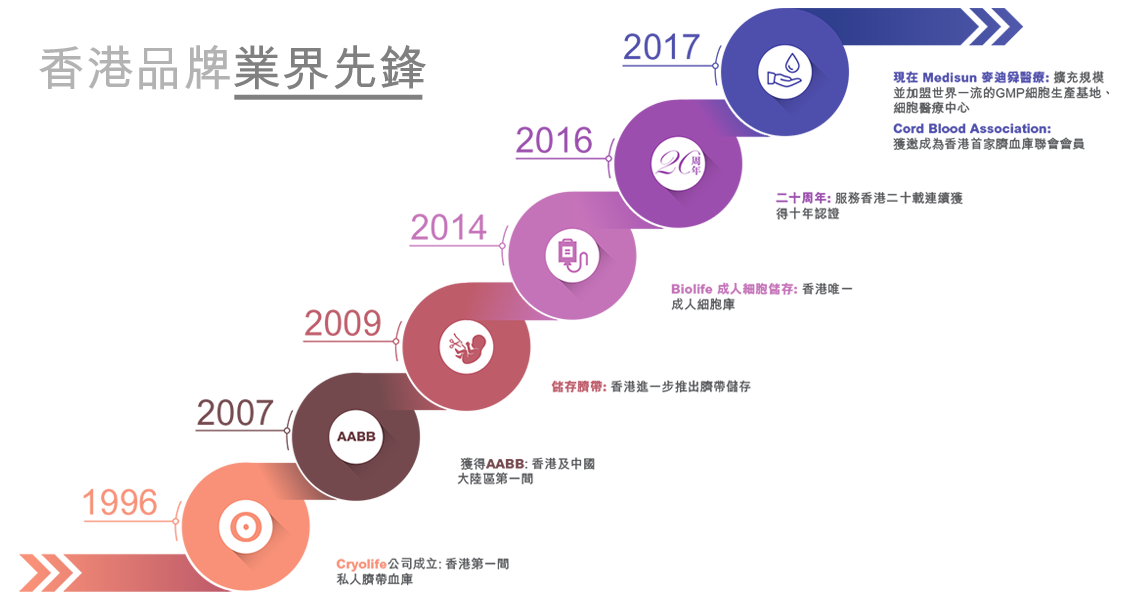 香港品牌業界先鋒
2017
現在 Medisun 麥迪舜醫療: 擴充規模
並加盟世界一流的GMP細胞生產基地、
細胞醫療中心
Cord Blood Association:
獲邀成為香港首家臍血庫聯會會員
2016
20周年
二十周年: 服務香港二十載連續獲
得十年認證
2014
Biolife 成人細胞儲存: 香港唯一
成人細胞庫
2009
儲存臍帶: 香港進一步推出臍帶儲存
2007
AABB
獲得AABB: 香港及中國
大陸區第一間
1996
Cryolife公司成立: 香港第一間
私人臍帶血庫